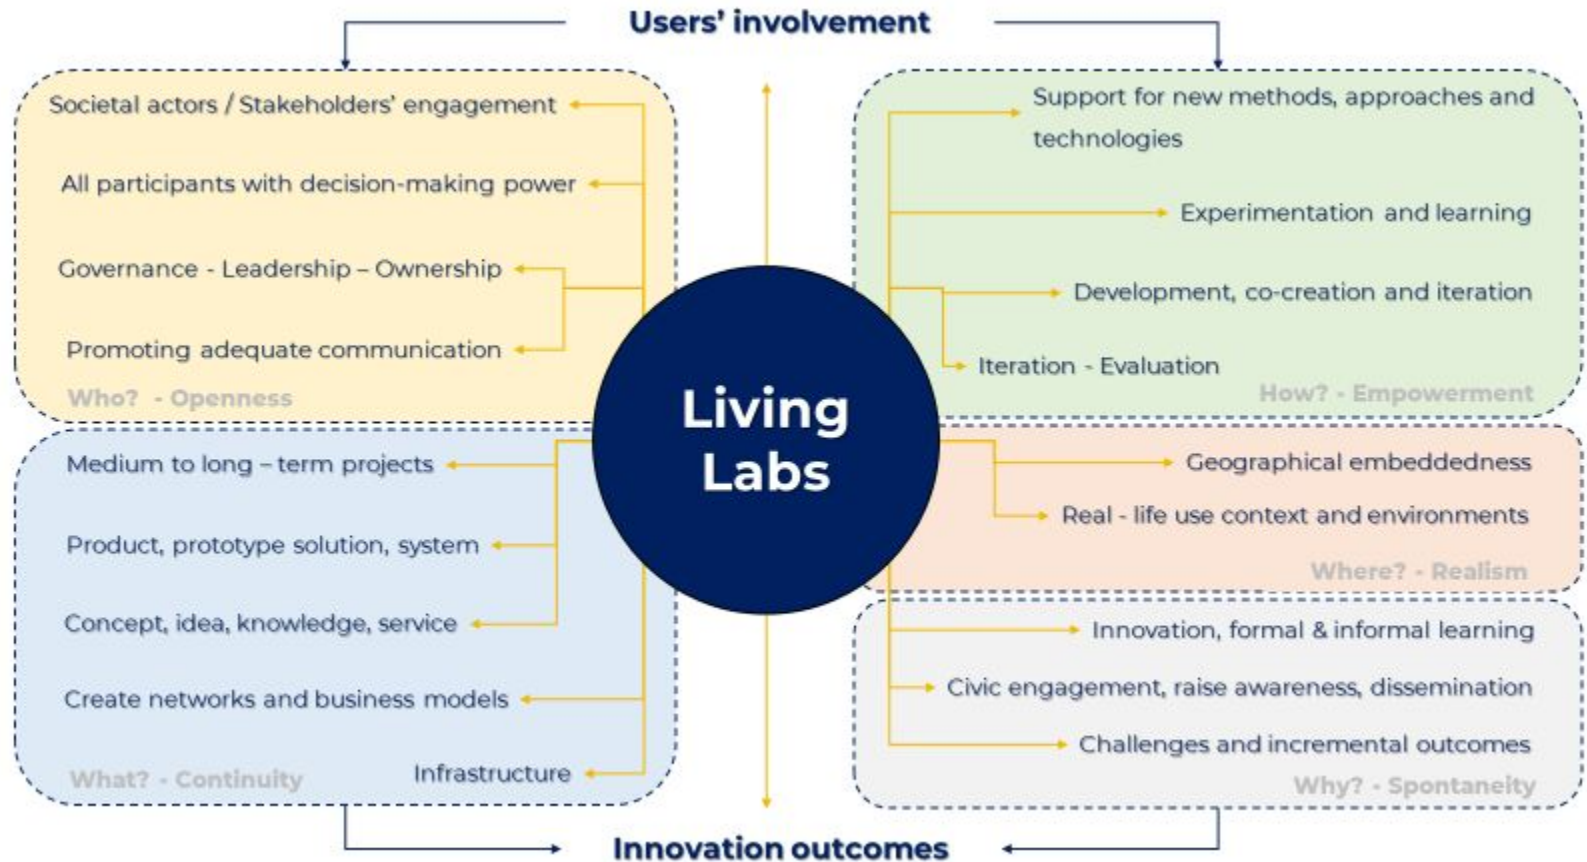 Users' involvement
Societal actors / Stakeholders' engagement
All participants with decision-making power
Governance - Leadership – Ownership
Promoting adequate communication
Who? - Openness
Support for new methods, approaches and
technologies
Experimentation and learning
Development, co-creation and iteration
Iteration - Evaluation
How? - Empowerment
Living
Labs
Medium to long – term projects
Product, prototype solution, system
Concept, idea, knowledge, service
Create networks and business models
Infrastructure
What? - Continuity
Geographical embeddedness
Real - life use context and environments
Where? - Realism
Innovation, formal & informal learning
Civic engagement, raise awareness, dissemination
Challenges and incremental outcomes
Why? - Spontaneity
Innovation outcomes